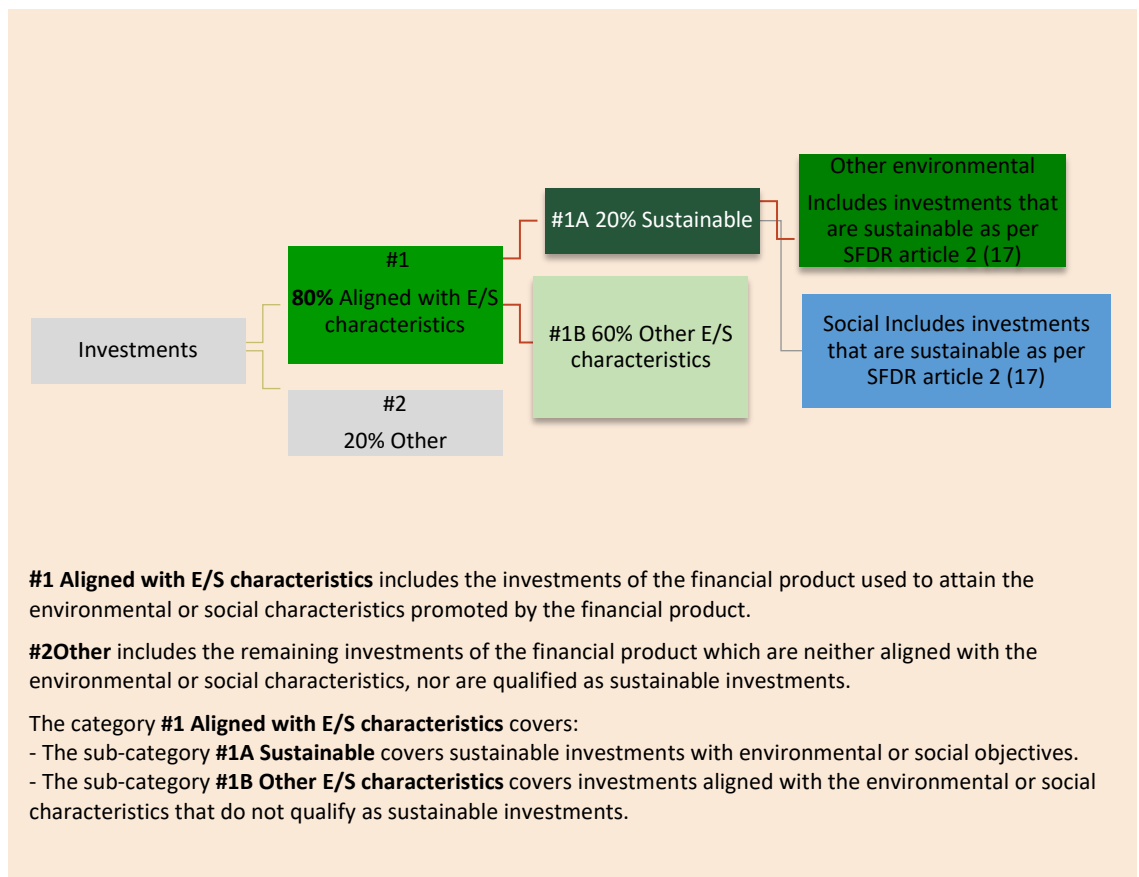 Investments
#1
80% Aligned with E/S
characteristics
#2
20% Other
#1A 20% Sustainable
#1B 60% Other E/S
characteristics
Other environmental
Includes investments that
are sustainable as per
SFDR article 2 (17)
Social Includes investments
that are sustainable as per
SFDR article 2 (17)
#1 Aligned with E/S characteristics includes the investments of the financial product used to attain the
environmental or social characteristics promoted by the financial product.
#2Other includes the remaining investments of the financial product which are neither aligned with the
environmental or social characteristics, nor are qualified as sustainable investments.
The category #1 Aligned with E/S characteristics covers:
- The sub-category #1A Sustainable covers sustainable investments with environmental or social objectives.
- The sub-category #1B Other E/S characteristics covers investments aligned with the environmental or social
characteristics that do not qualify as sustainable investments.